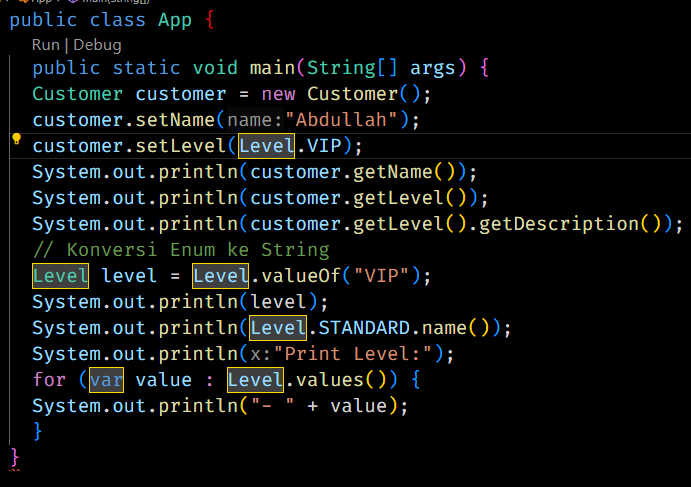 App main(String[])
public class App {
Run | Debug
public static void main(String[] args) {
Customer customer = new Customer();
customer.setName(name:"Abdullah");
customer.setLevel(Level.VIP);
System.out.println(customer.getName());
System.out.println(customer.getLevel());
System.out.println(customer.getLevel().getDescription());
// Konversi Enum ke String
Level level = Level.valueOf("VIP");
System.out.println(level);
System.out.println(Level.STANDARD.name());
System.out.println(x:"Print Level:");
for (var value : Level.values()) {
System.out.println("- " + value);
}
}